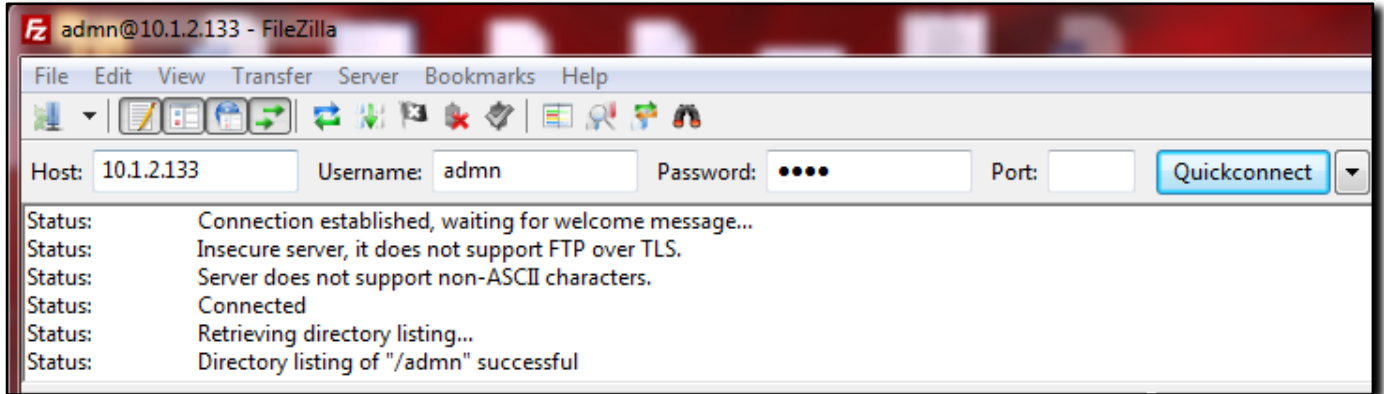 admn@10.1.2.133 - FileZilla
File Edit View Transfer Server Bookmarks Help
Host: 10.1.2.133 Username: admn Password: •••• Port: Quickconnect
Status: Connection established, waiting for welcome message...
Status: Insecure server, it does not support FTP over TLS.
Status: Server does not support non-ASCII characters.
Status: Connected
Status: Retrieving directory listing...
Status: Directory listing of "/admn" successful